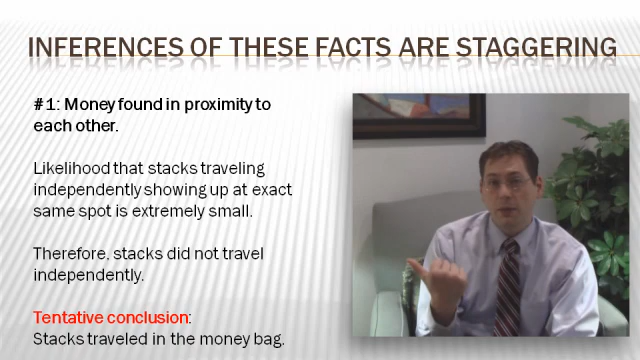 INFERENCES OF THESE FACTS ARE STAGGERING
#1: Money found in proximity to
each other.
Likelihood that stacks traveling
independently showing up at exact
same spot is extremely small.
Therefore, stacks did not travel
independently.
Tentative conclusion:
Stacks traveled in the money bag.